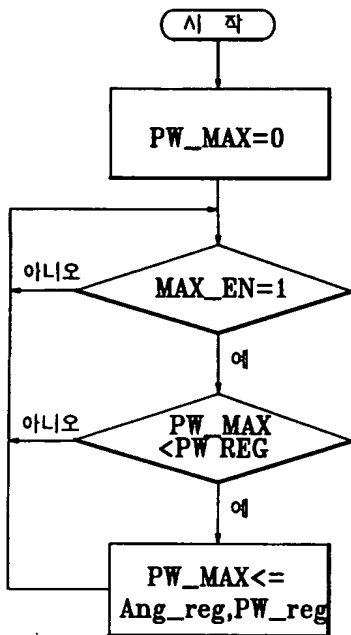 시 작
PW_MAX=0
아니오
MAX_EN=1
예
아니오
PW_MAX
<PW REG
예
PW_MAX<=
Ang_reg,PW_reg